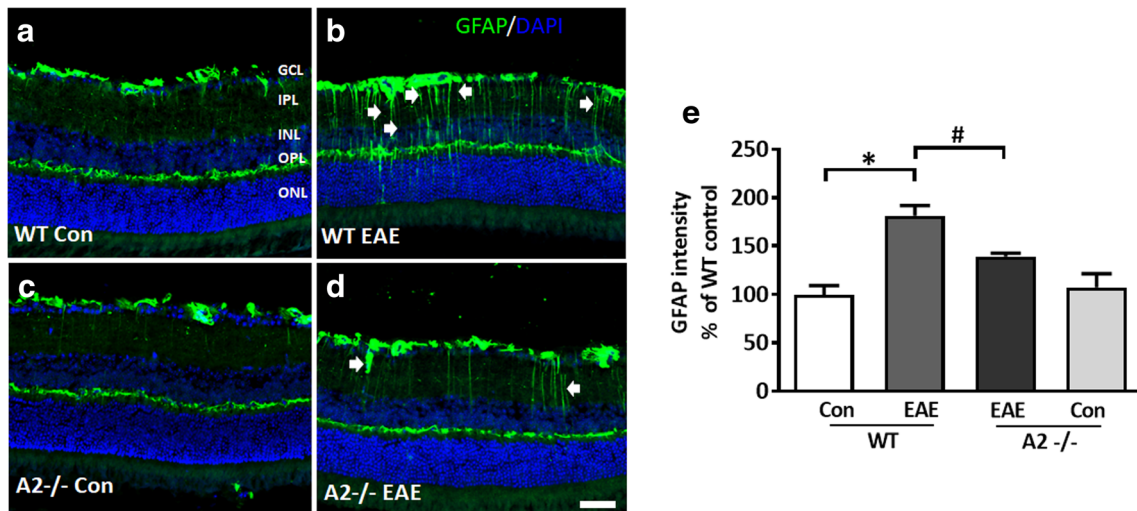 a
GCL
IPL
INL
OPL
ONL
WT Con
b
GFAP/DAPI
WT EAE
c
A2-/- Con
d
A2-/- EAE
e
GFAP intensity
% of WT control
250
200
150
100
50
0
*
#
Con EAE EAE Con
WT A2 -/-